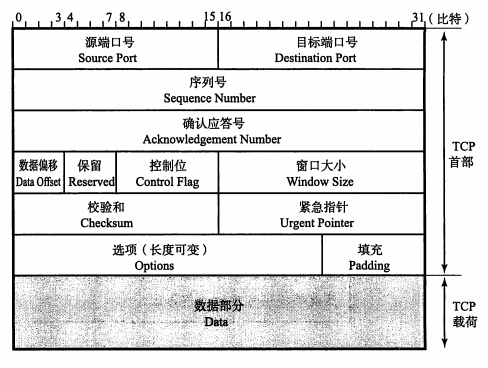 0 3 4 7 8 15 16 31 (比特)
源端口号 目标端口号
Source Port Destination Port
序列号
Sequence Number
确认应答号
Acknowledgement Number
数据偏移 保留 控制位 窗口大小
Data Offset Reserved Control Flag Window Size
校验和 紧急指针
Checksum Urgent Pointer
选项（长度可变） 填充
Options Padding
TCP
首部
数据部分
Data
TCP
载荷